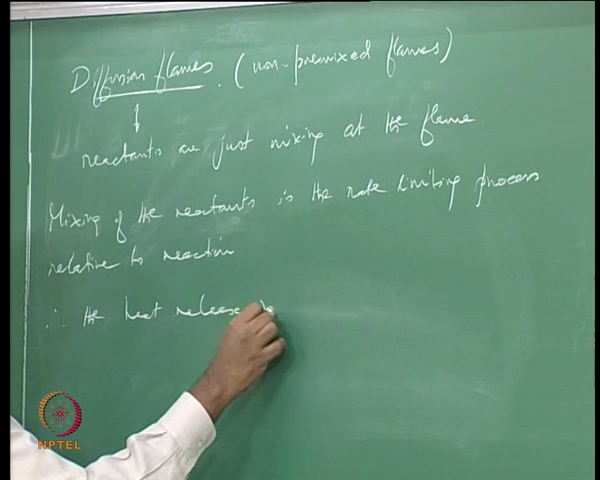 Diffusion flames. (non-premixed flames)
reactants are just mixing at the flame.
Mixing of the reactants is the rate limiting process
relative to reaction
∴ the heat release
NPTEL